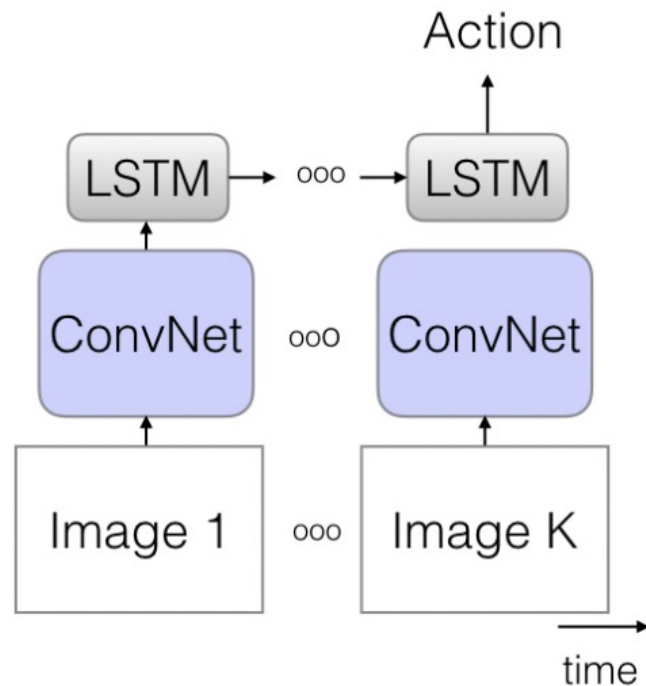 Action
LSTM ooo LSTM
ConvNet ooO ConvNet
Image 1 ooo Image K
time